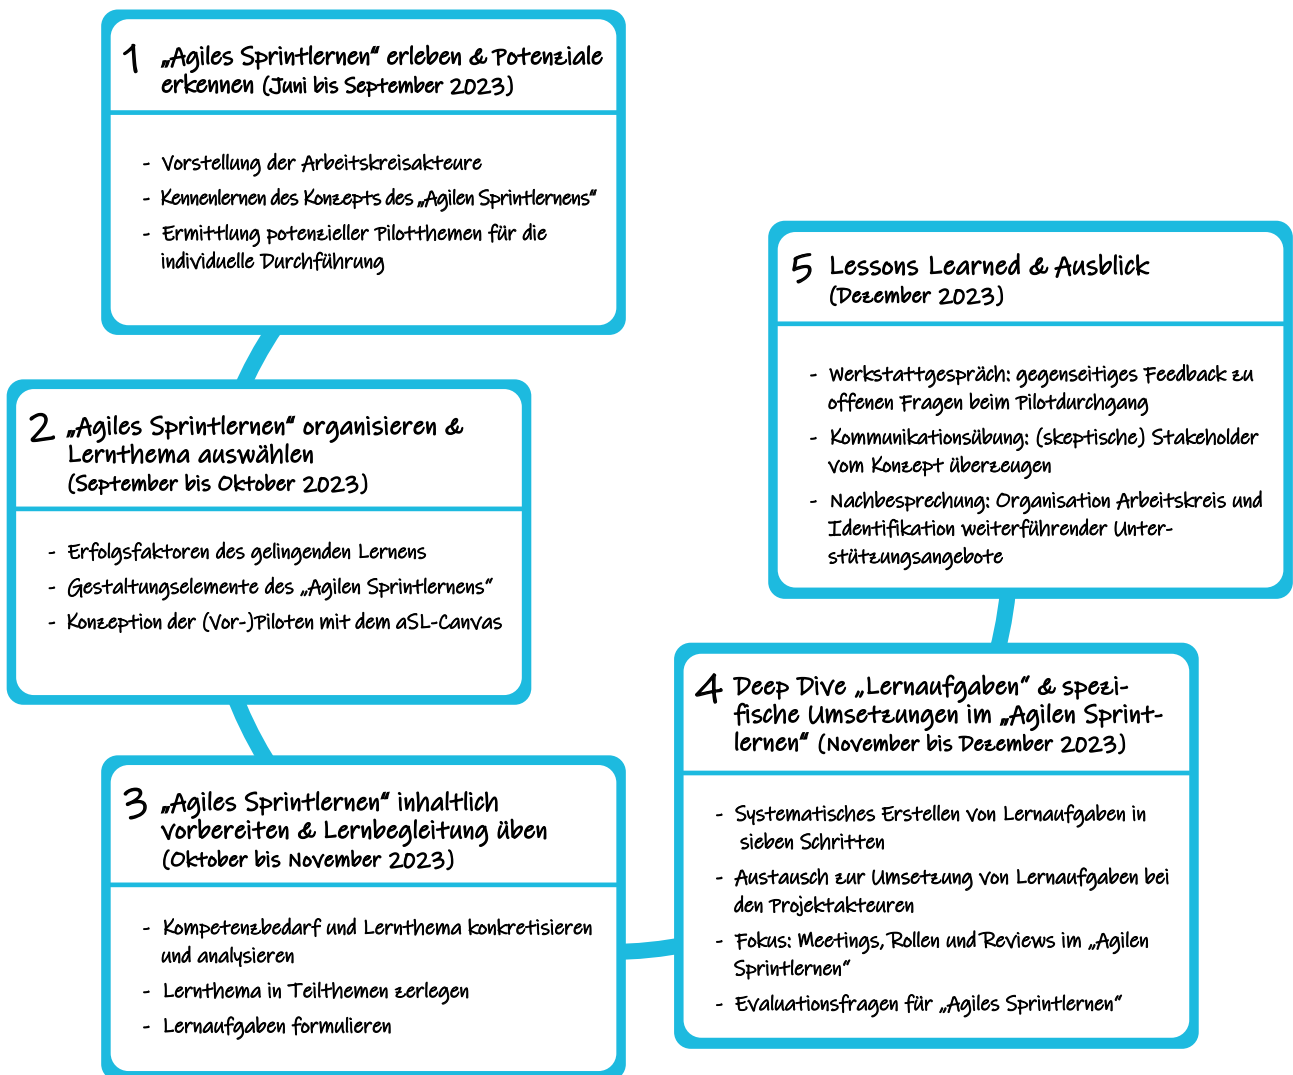 1 „Agiles Sprintlernen“ erleben & Potenziale
erkennen (Juni bis September 2023)
- Vorstellung der Arbeitskreisakteure
- Kennenlernen des Konzepts des „Agilen Sprintlernens“
- Ermittlung potenzieller Pilotthemen für die
individuelle Durchführung
2 „Agiles Sprintlernen“ organisieren &
Lernthema auswählen
(September bis Oktober 2023)
- Erfolgsfaktoren des gelingenden Lernens
- Gestaltungselemente des „Agilen Sprintlernens“
- Konzeption der (Vor-)Piloten mit dem aSL-Canvas
3 „Agiles Sprintlernen“ inhaltlich
vorbereiten & Lernbegleitung üben
(Oktober bis November 2023)
- Kompetenzbedarf und Lernthema konkretisieren
und analysieren
- Lernthema in Teilthemen zerlegen
- Lernaufgaben formulieren
4 Deep Dive „Lernaufgaben“ & spezi-
fische Umsetzungen im „Agilen Sprint-
lernen“ (November bis Dezember 2023)
- Systematisches Erstellen von Lernaufgaben in
sieben Schritten
- Austausch zur Umsetzung von Lernaufgaben bei
den Projektakteuren
- Fokus: Meetings, Rollen und Reviews im „Agilen
Sprintlernen“
- Evaluationsfragen für „Agiles Sprintlernen“
5 Lessons Learned & Ausblick
(Dezember 2023)
- Werkstattgespräch: gegenseitiges Feedback zu
offenen Fragen beim Pilotdurchgang
- Kommunikationsübung: (skeptische) Stakeholder
vom Konzept überzeugen
- Nachbesprechung: Organisation Arbeitskreis und
Identifikation weiterführender Unter-
stützungsangebote